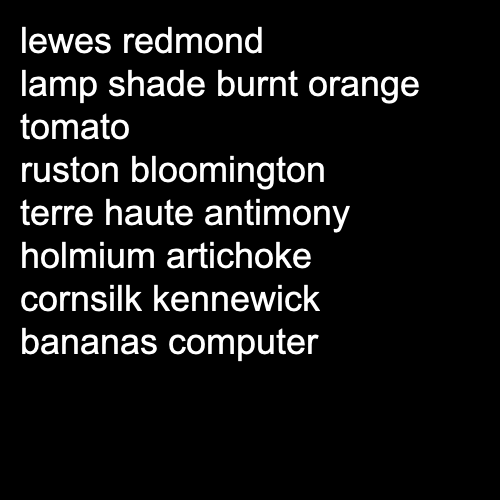 lewes redmond
lamp shade burnt orange
tomato
ruston bloomington
terre haute antimony
holmium artichoke
cornsilk kennewick
bananas computer